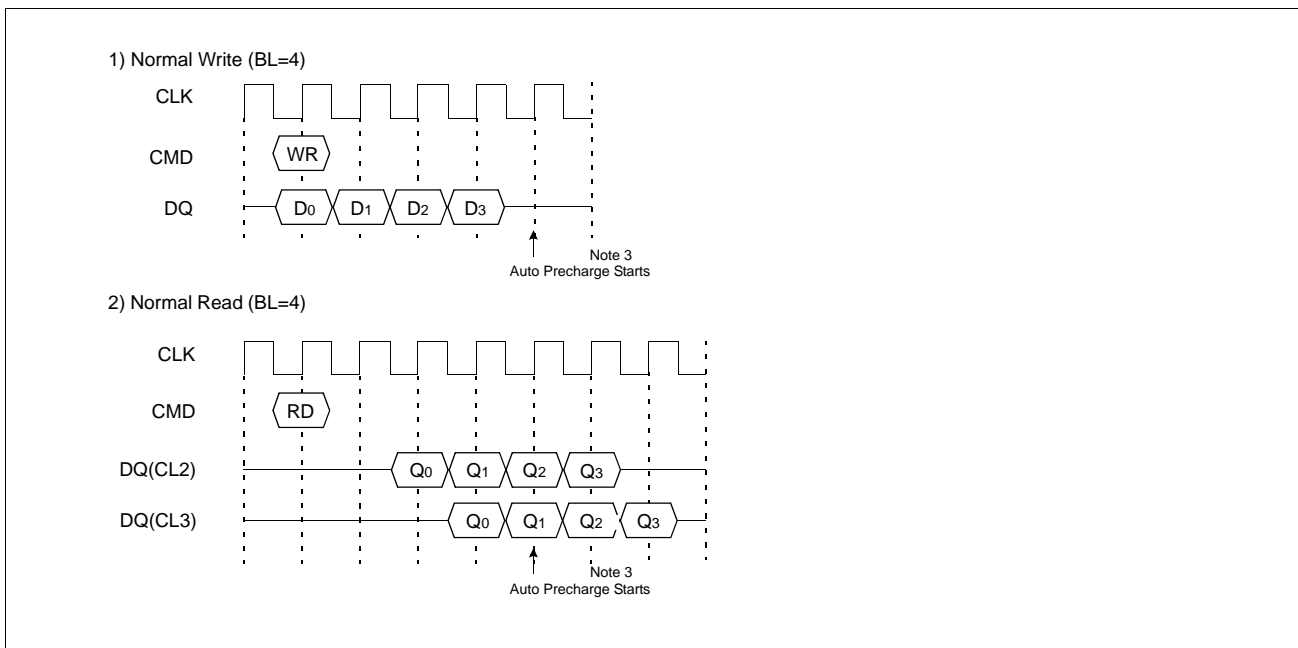 1) Normal Write (BL=4)
CLK
CMD
WR
DQ
D0 D1 D2 D3
Note 3
Auto Precharge Starts
2) Normal Read (BL=4)
CLK
CMD
RD
DQ(CL2)
Q0 Q1 Q2 Q3
DQ(CL3)
Q0 Q1 Q2 Q3
Note 3
Auto Precharge Starts